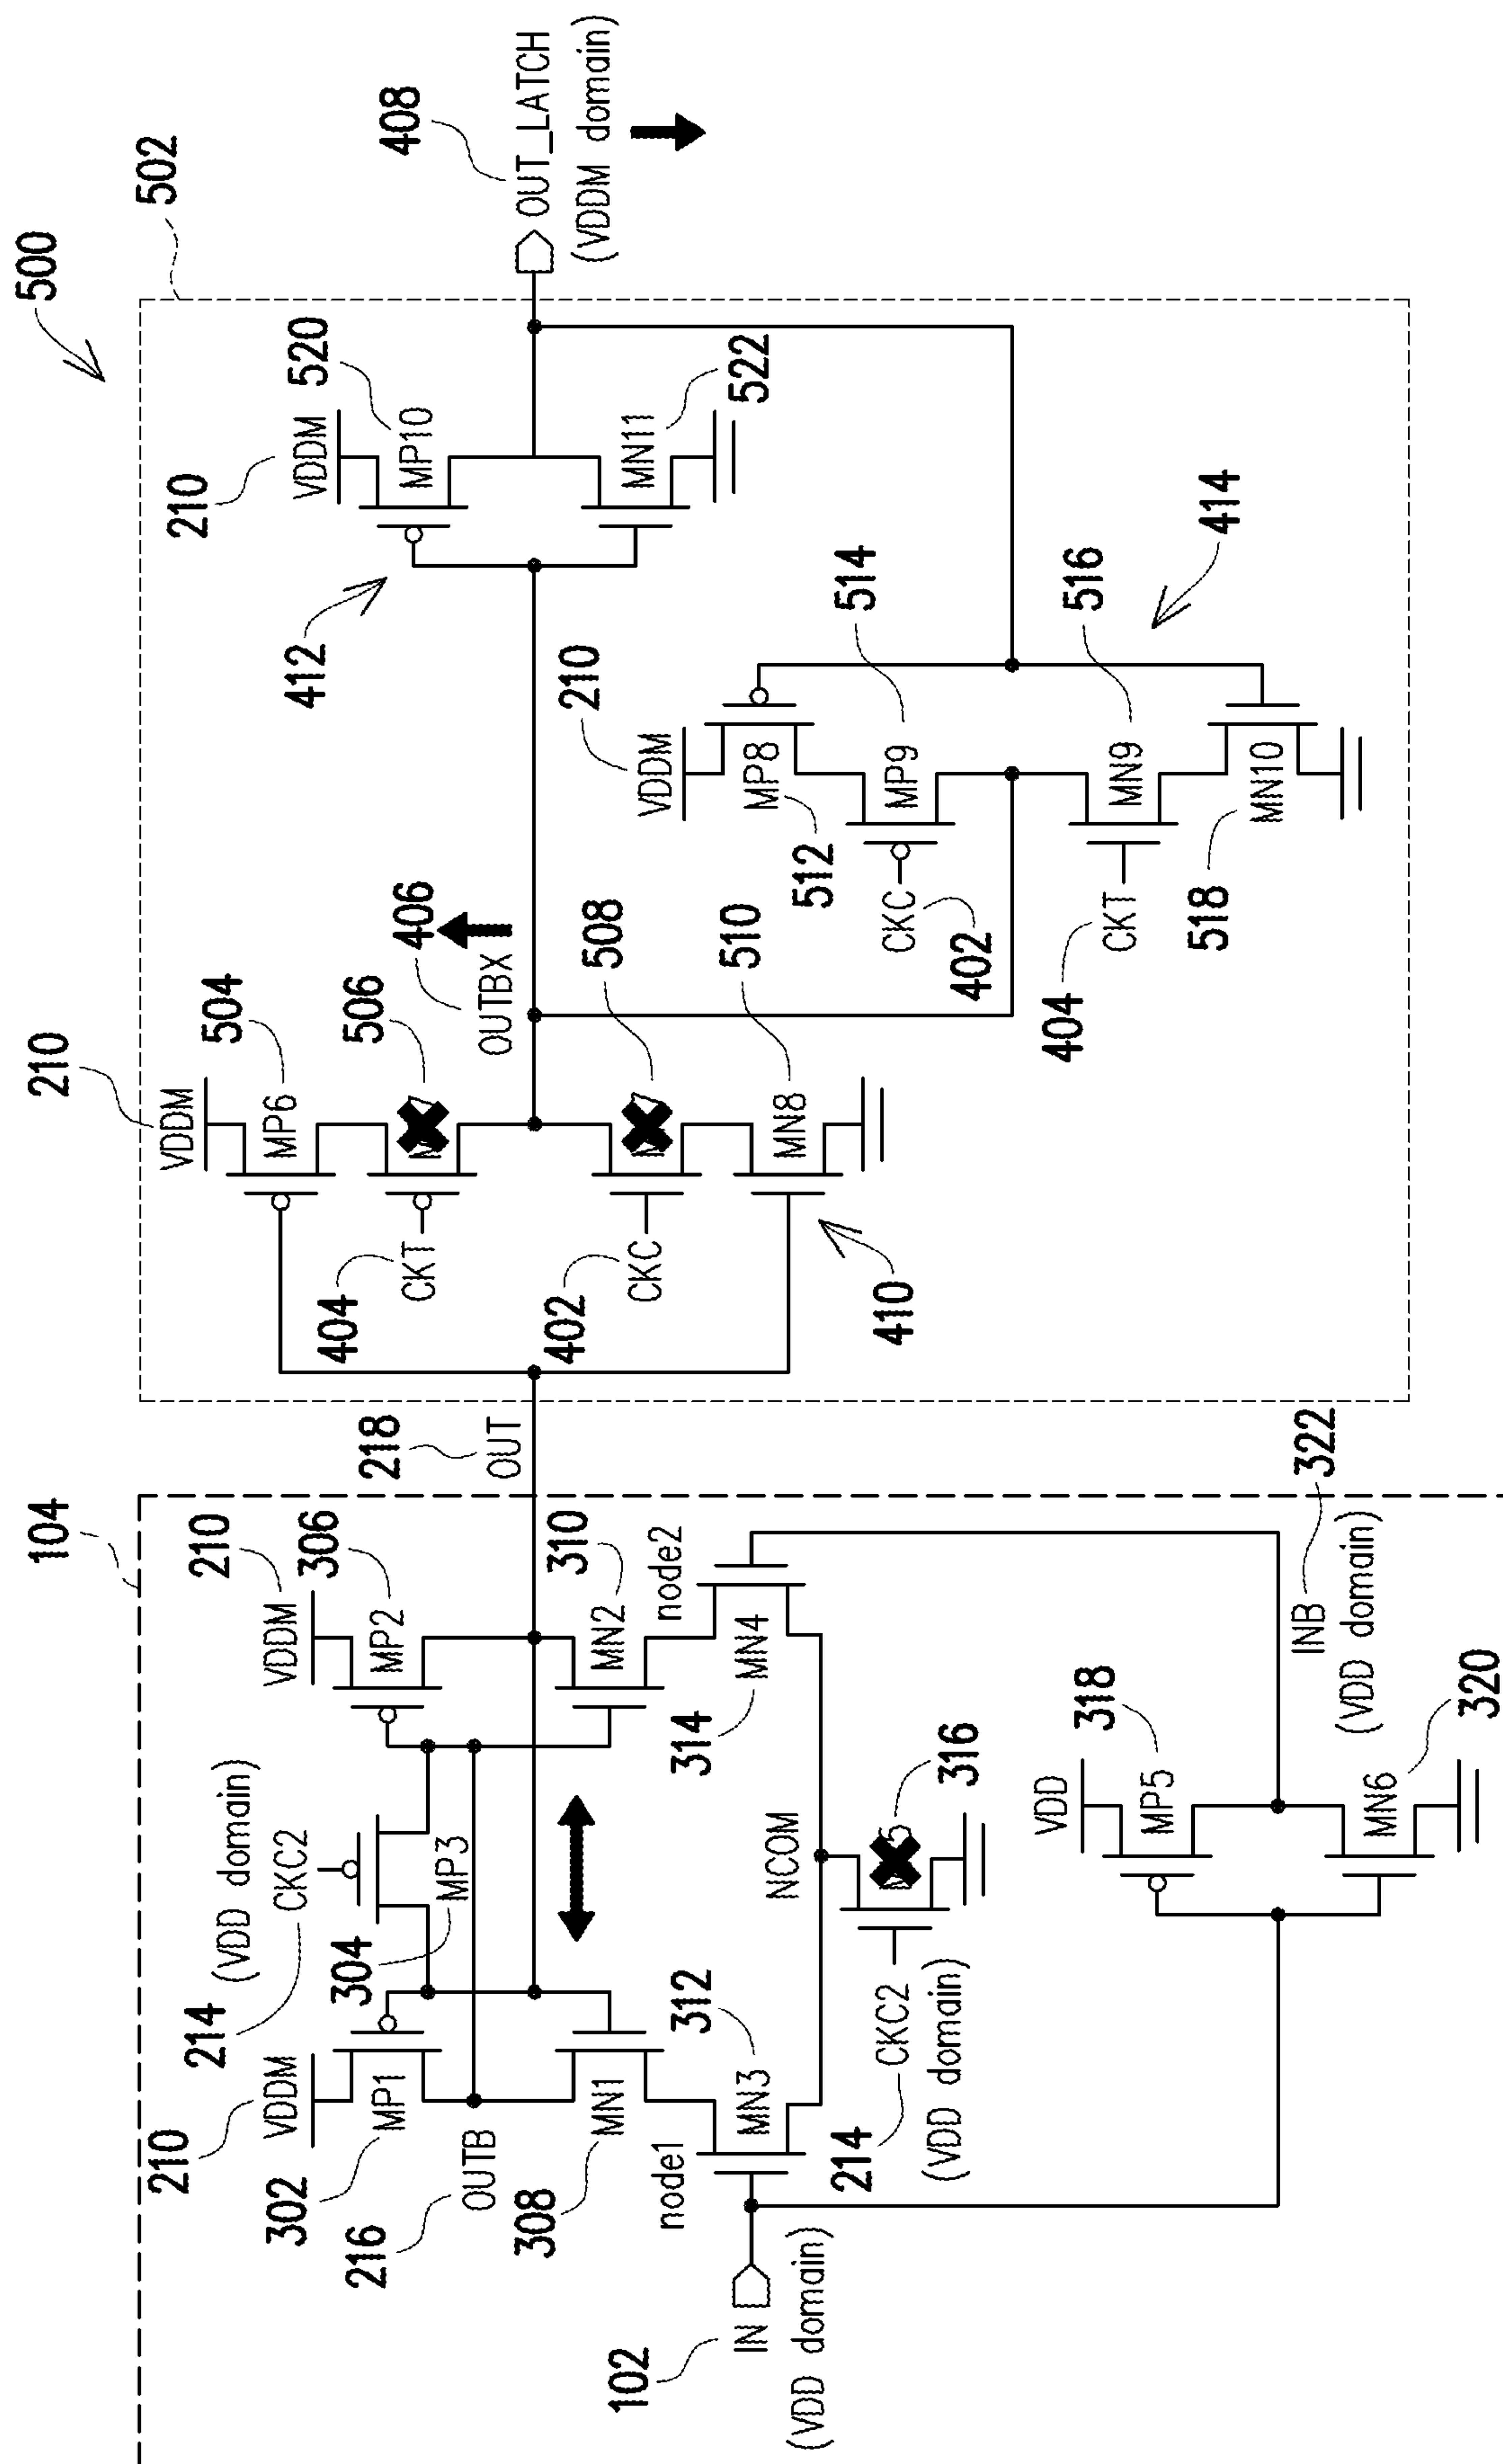 500
104
502
210
VDDM
504
MP6
210
520
VDDM
MP10
210
302
VDDM
MP1
214
CKC2
(VDD domain)
304
MP3
210
306
VDDM
MP2
404
CKT
506
412
408
OUT_LATCH
(VDDM domain)
216
OUTB
218
OUT
406
OUTBX
308
MN1
310
MN2
402
CKC
508
MN11
522
node1
MN3
312
node2
MN4
314
510
MN8
210
VDDM
MP8
512
514
MP9
102
IN
(VDD domain)
NCOM
214
CKC2
(VDD domain)
316
410
CKC
402
VDD
318
MP5
404
CKT
516
MN9
414
518
MN10
INB
322
(VDD domain)
MN6
320